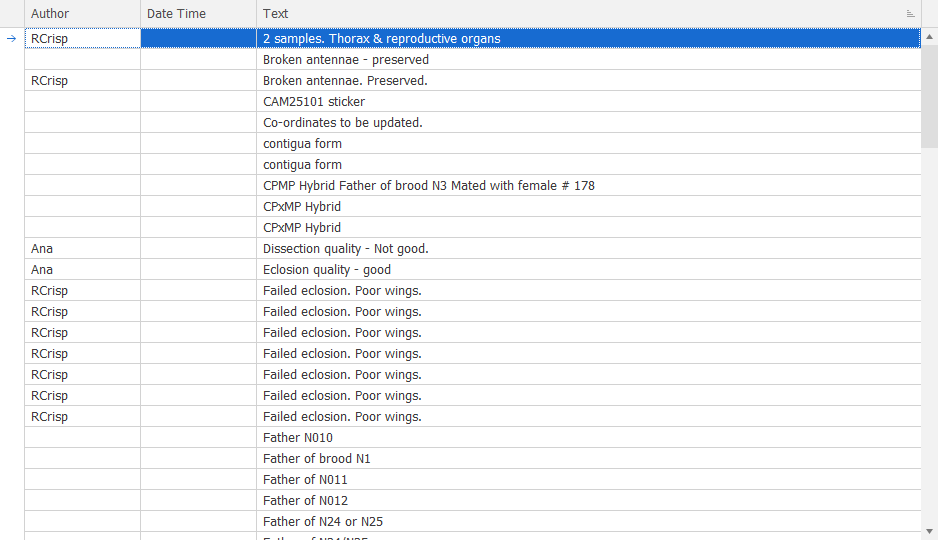 Author Date Time Text
RCrisp 2 samples. Thorax & reproductive organs
Broken antennae - preserved
RCrisp Broken antennae. Preserved.
CAM25101 sticker
Co-ordinates to be updated.
contigua form
contigua form
CPMP Hybrid Father of brood N3 Mated with female # 178
CPxMP Hybrid
CPxMP Hybrid
Ana Dissection quality - Not good.
Ana Eclosion quality - good
RCrisp Failed eclosion. Poor wings.
RCrisp Failed eclosion. Poor wings.
RCrisp Failed eclosion. Poor wings.
RCrisp Failed eclosion. Poor wings.
RCrisp Failed eclosion. Poor wings.
RCrisp Failed eclosion. Poor wings.
RCrisp Failed eclosion. Poor wings.
Father N010
Father of brood N1
Father of N011
Father of N012
Father of N24 or N25